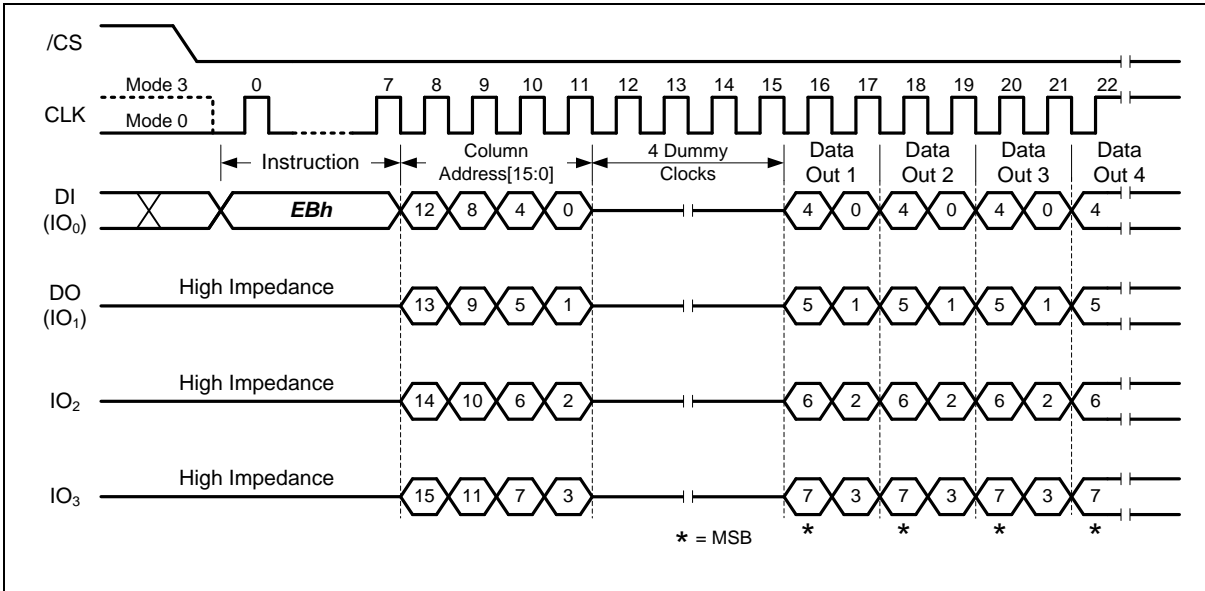 /CS
Mode 3 0 7 8 9 10 11 12 13 14 15 16 17 18 19 20 21 22
CLK
Mode 0
Instruction Column Address[15:0] 4 Dummy Clocks Data Out 1 Data Out 2 Data Out 3 Data Out 4
DI (IO0) EBh 12 8 4 0 4 0 4 0 4 0 4
DO (IO1) High Impedance 13 9 5 1 5 1 5 1 5 1 5
IO2 High Impedance 14 10 6 2 6 2 6 2 6 2 6
IO3 High Impedance 15 11 7 3 7 3 7 3 7 3 7
* = MSB * * * *